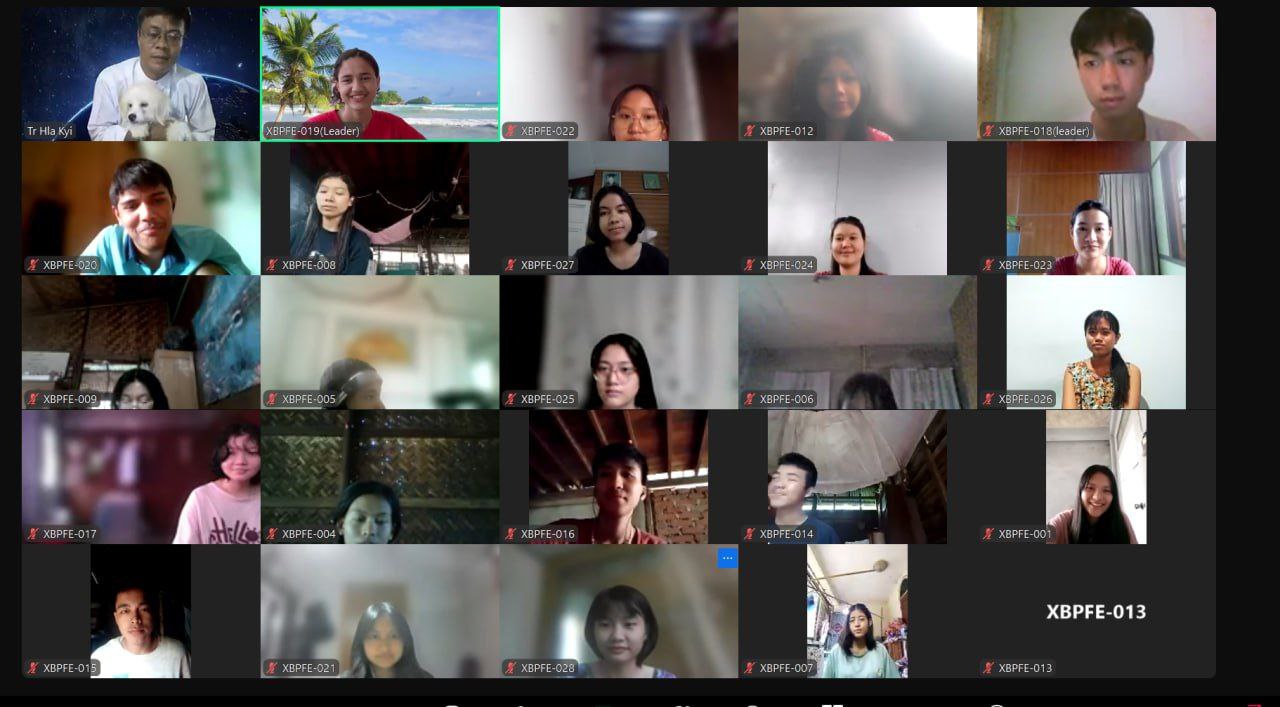 Tr Hla Kyi
XBPFE-019(Leader)
XBPFE-022
XBPFE-012
XBPFE-018(leader)
XBPFE-020
XBPFE-008
XBPFE-027
XBPFE-024
XBPFE-023
XBPFE-009
XBPFE-005
XBPFE-025
XBPFE-006
XBPFE-026
XBPFE-017
XBPFE-004
XBPFE-016
XBPFE-014
XBPFE-001
HELLO
XBPFE-015
XBPFE-021
XBPFE-028
XBPFE-007
XBPFE-013
XBPFE-013